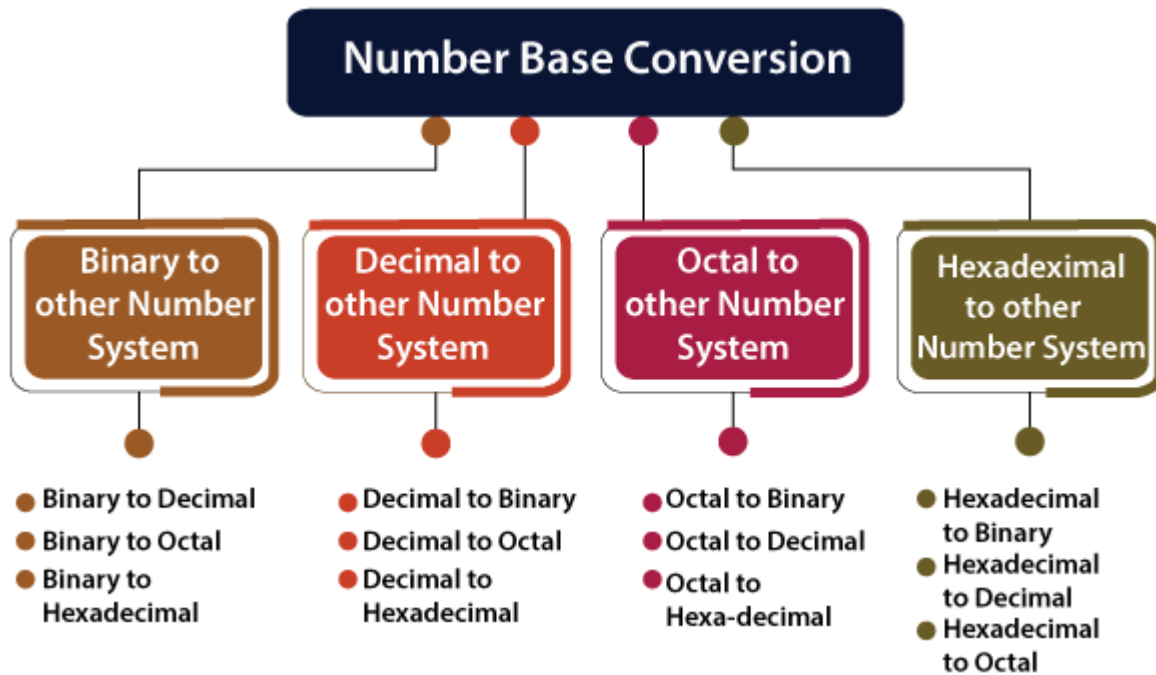 Number Base Conversion
Binary to
other Number
System
Decimal to
other Number
System
Octal to
other Number
System
Hexadeximal
to other
Number System
Binary to Decimal
Binary to Octal
Binary to
Hexadecimal
Decimal to Binary
Decimal to Octal
Decimal to
Hexadecimal
Octal to Binary
Octal to Decimal
Octal to
Hexa-decimal
Hexadecimal
to Binary
Hexadecimal
to Decimal
Hexadecimal
to Octal